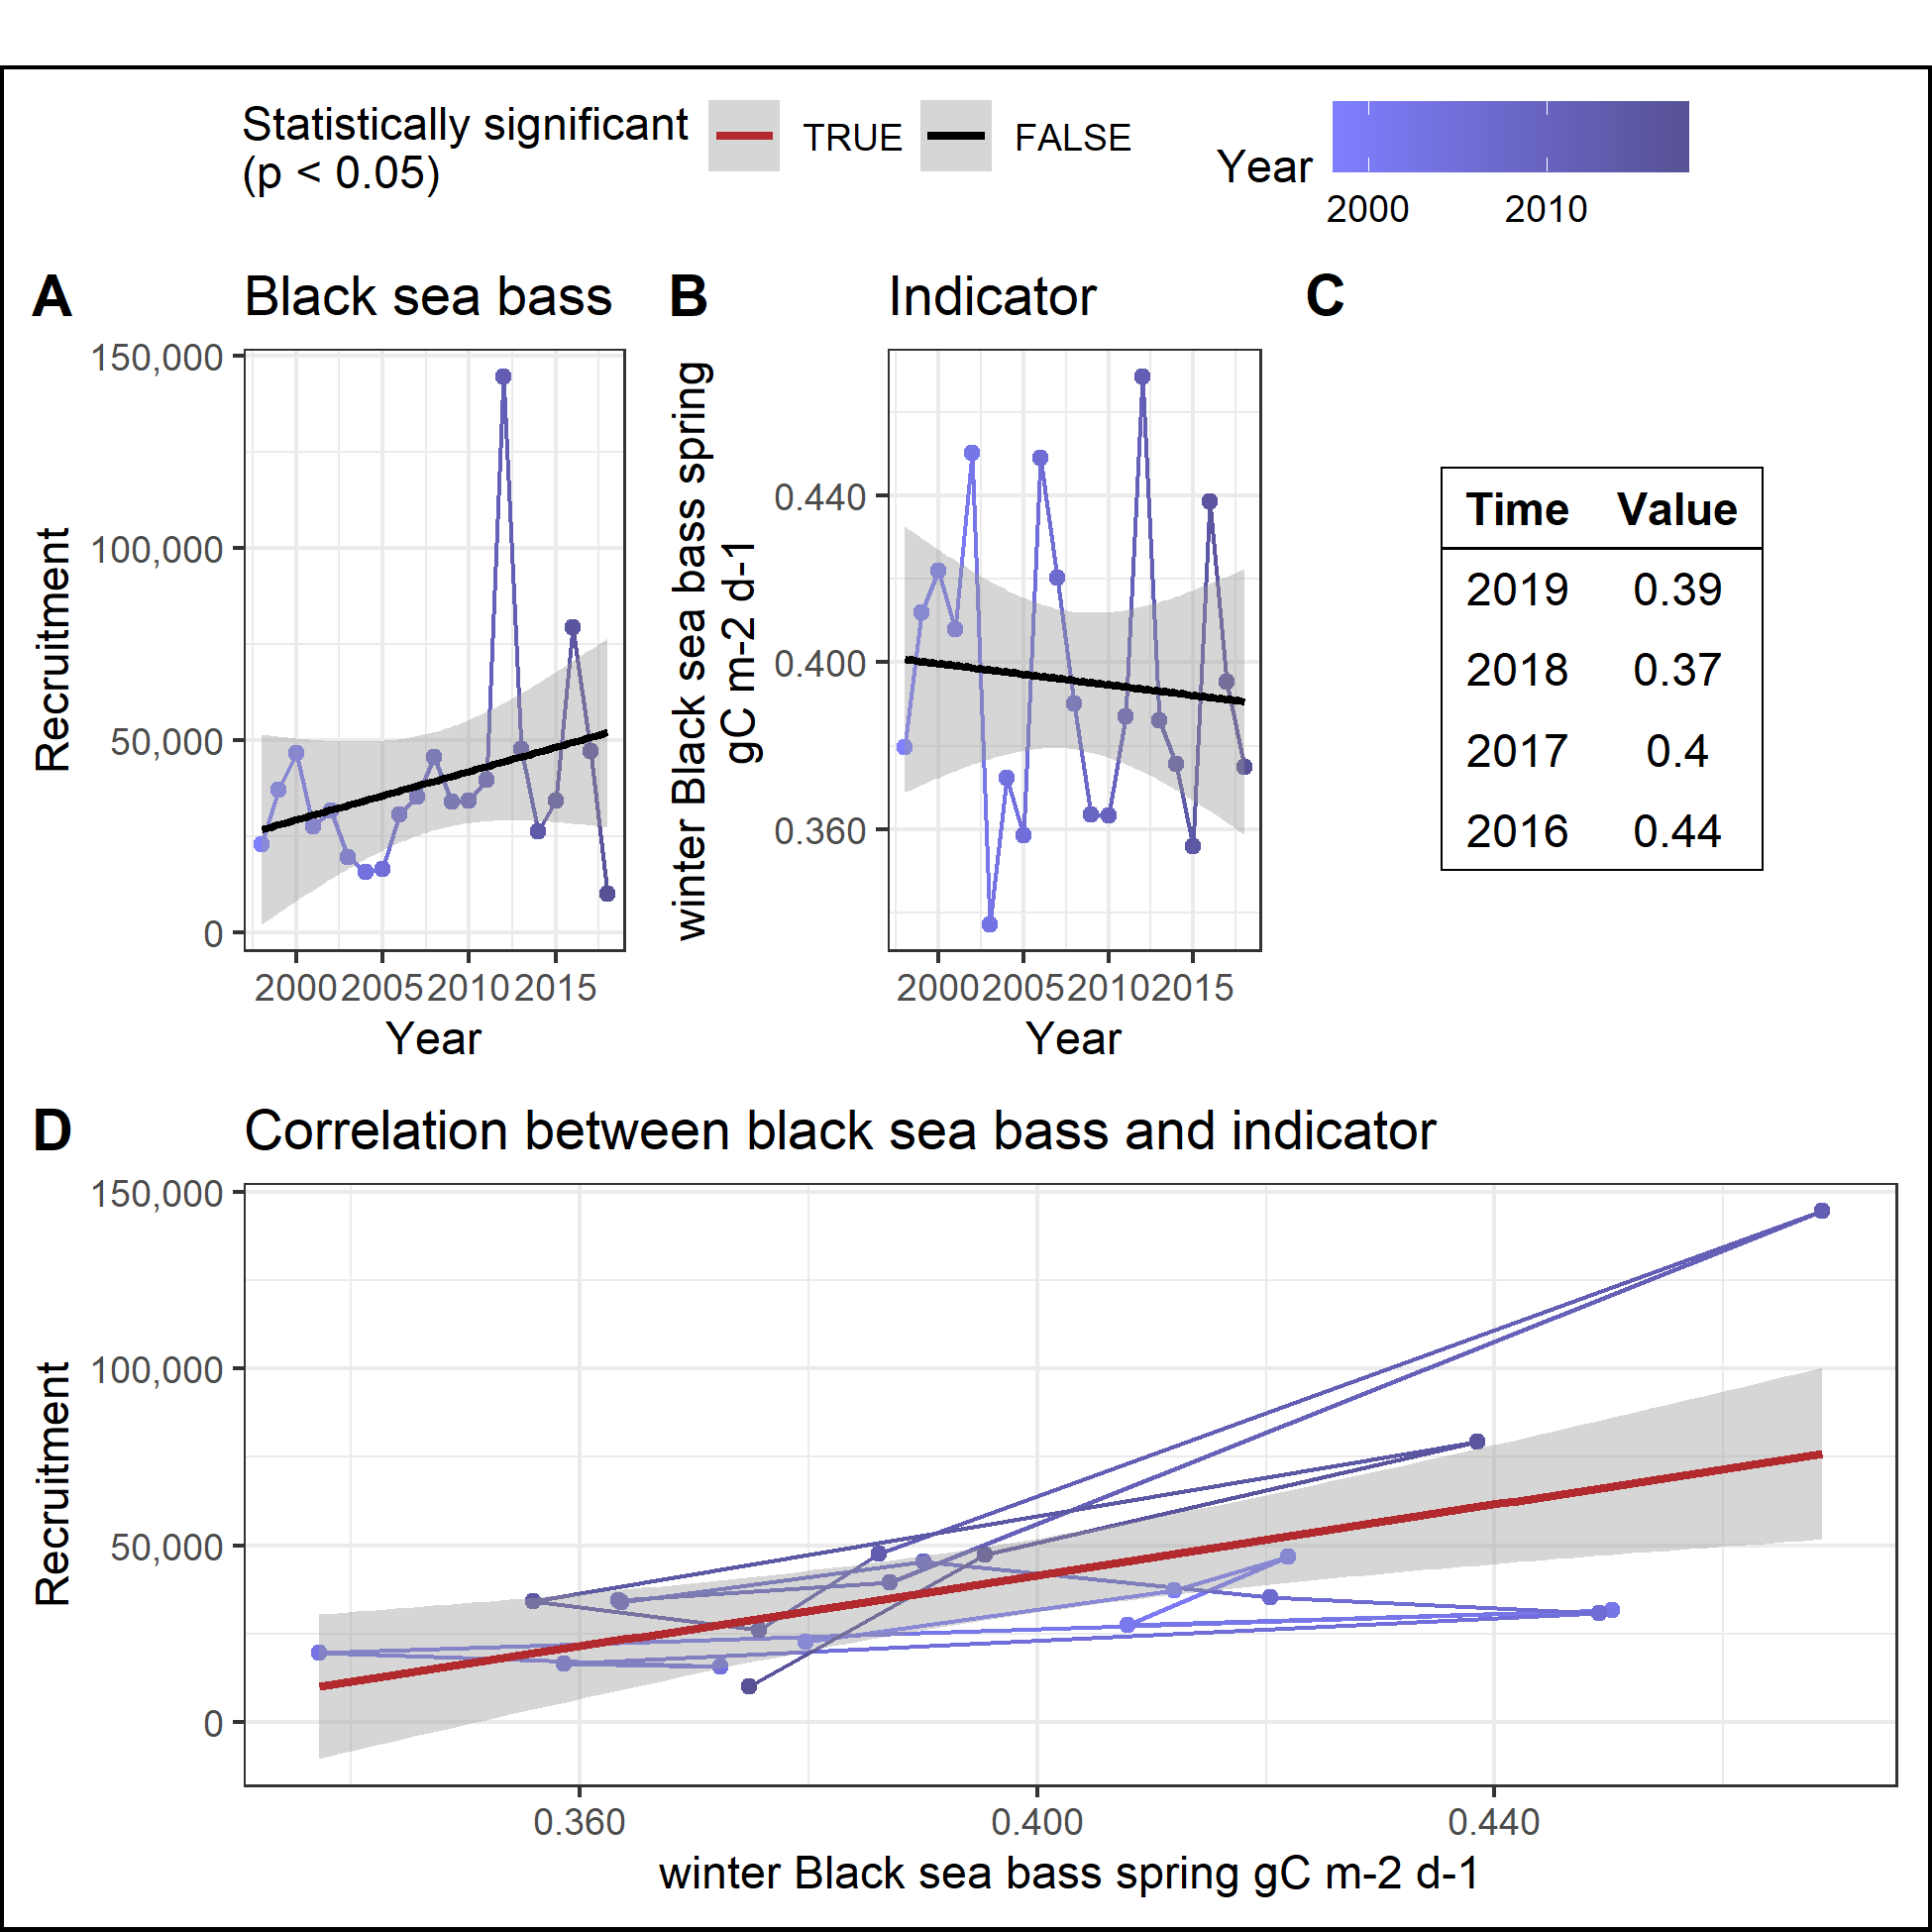 Statistically significant
(p < 0.05)
TRUE
FALSE
Year
2000 2010
A Black sea bass
150,000
100,000
50,000
0
Recruitment
2000 2005 2010 2015
Year
B Indicator
winter Black sea bass spring
gC m-2 d-1
0.440
0.400
0.360
2000 2005 2010 2015
Year
C
Time Value
2019 0.39
2018 0.37
2017 0.4
2016 0.44
D Correlation between black sea bass and indicator
150,000
100,000
50,000
0
Recruitment
0.360 0.400 0.440
winter Black sea bass spring gC m-2 d-1